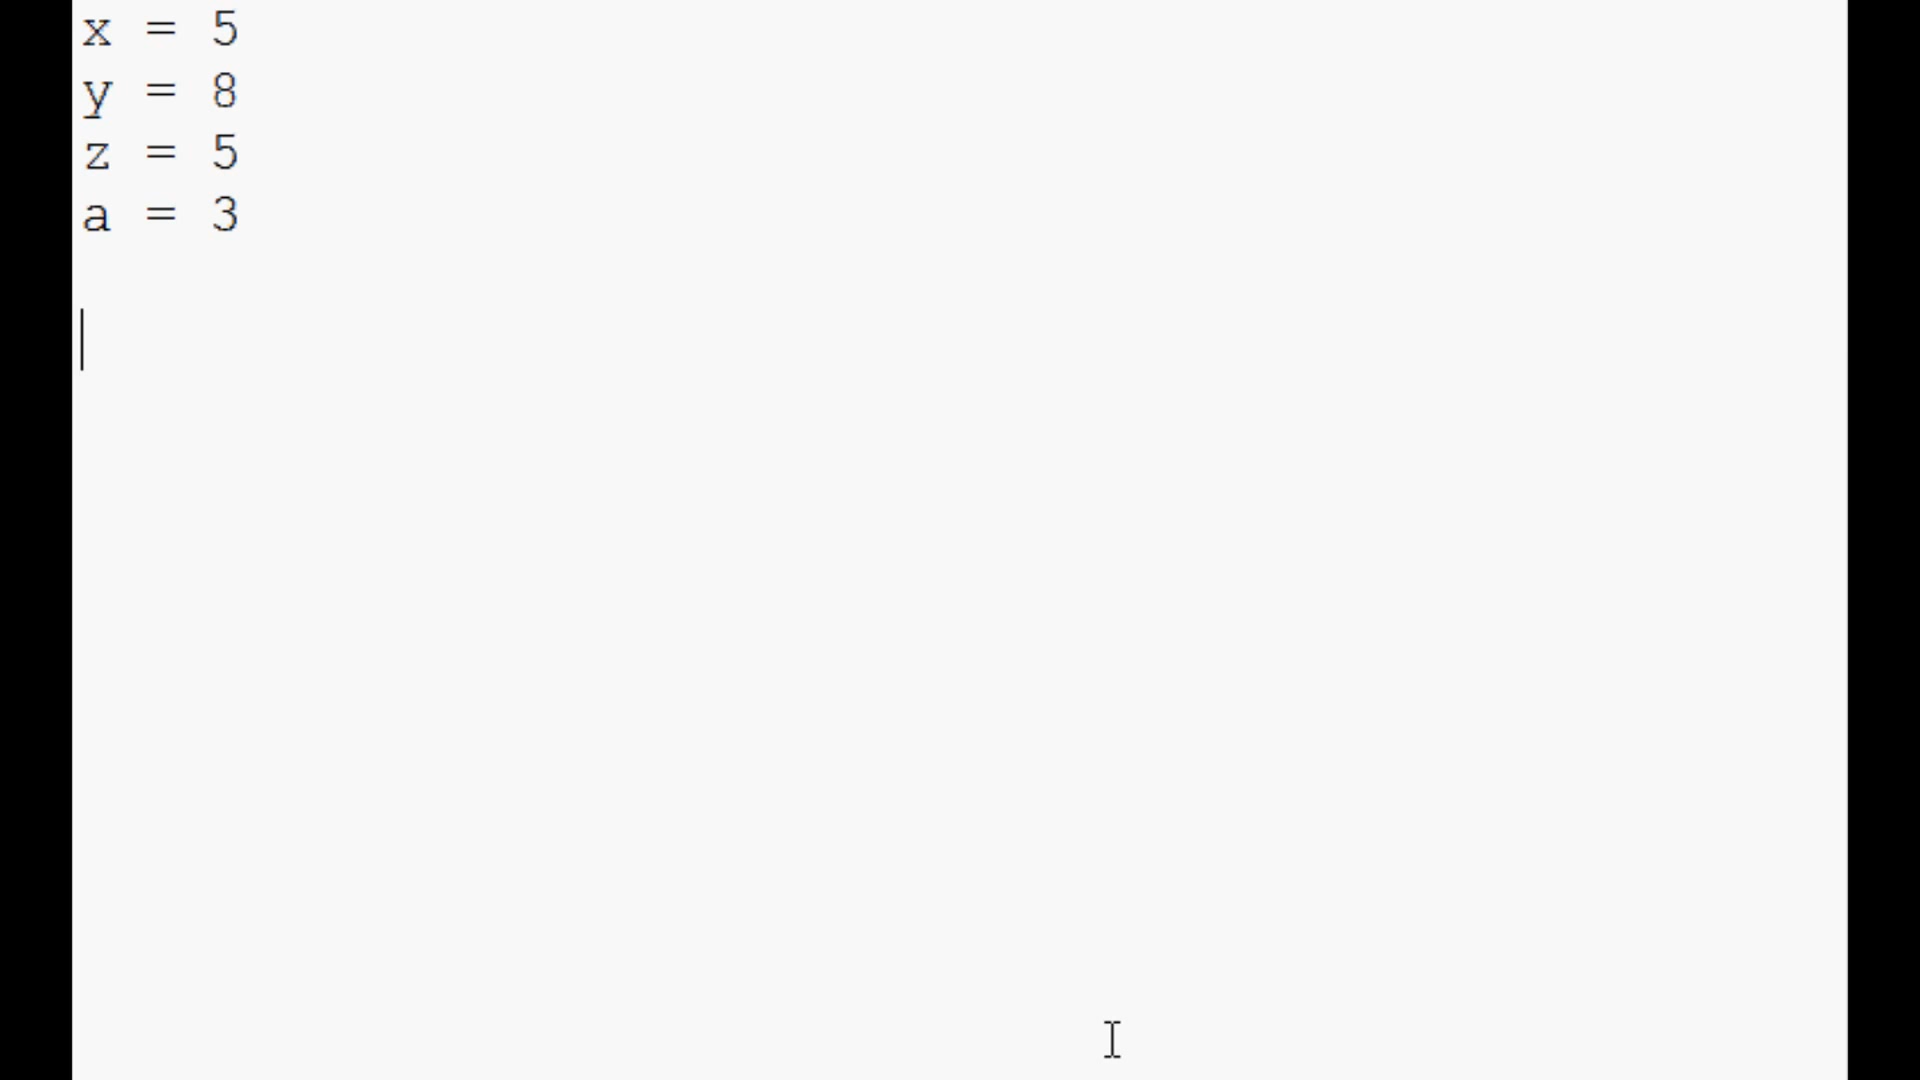 x = 5
y = 8
z = 5
a = 3